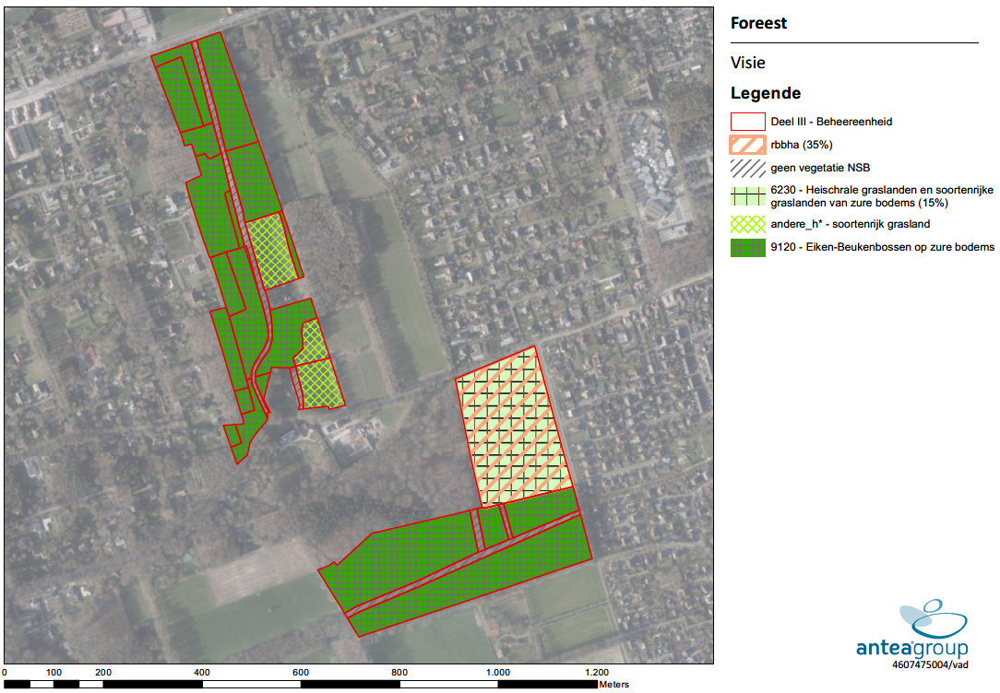 Foreest
Visie
Legende
Deel III - Beheereenheid
rbbha (35%)
geen vegetatie NSB
6230 - Heischrale graslanden en soortenrijke
graslanden van zure bodems (15%)
andere_h* - soortenrijk grasland
9120 - Eiken-Beukenbossen op zure bodems
anteagroup
4607475004/vad
0 100 200 400 600 800 1.000 1.200
Meters